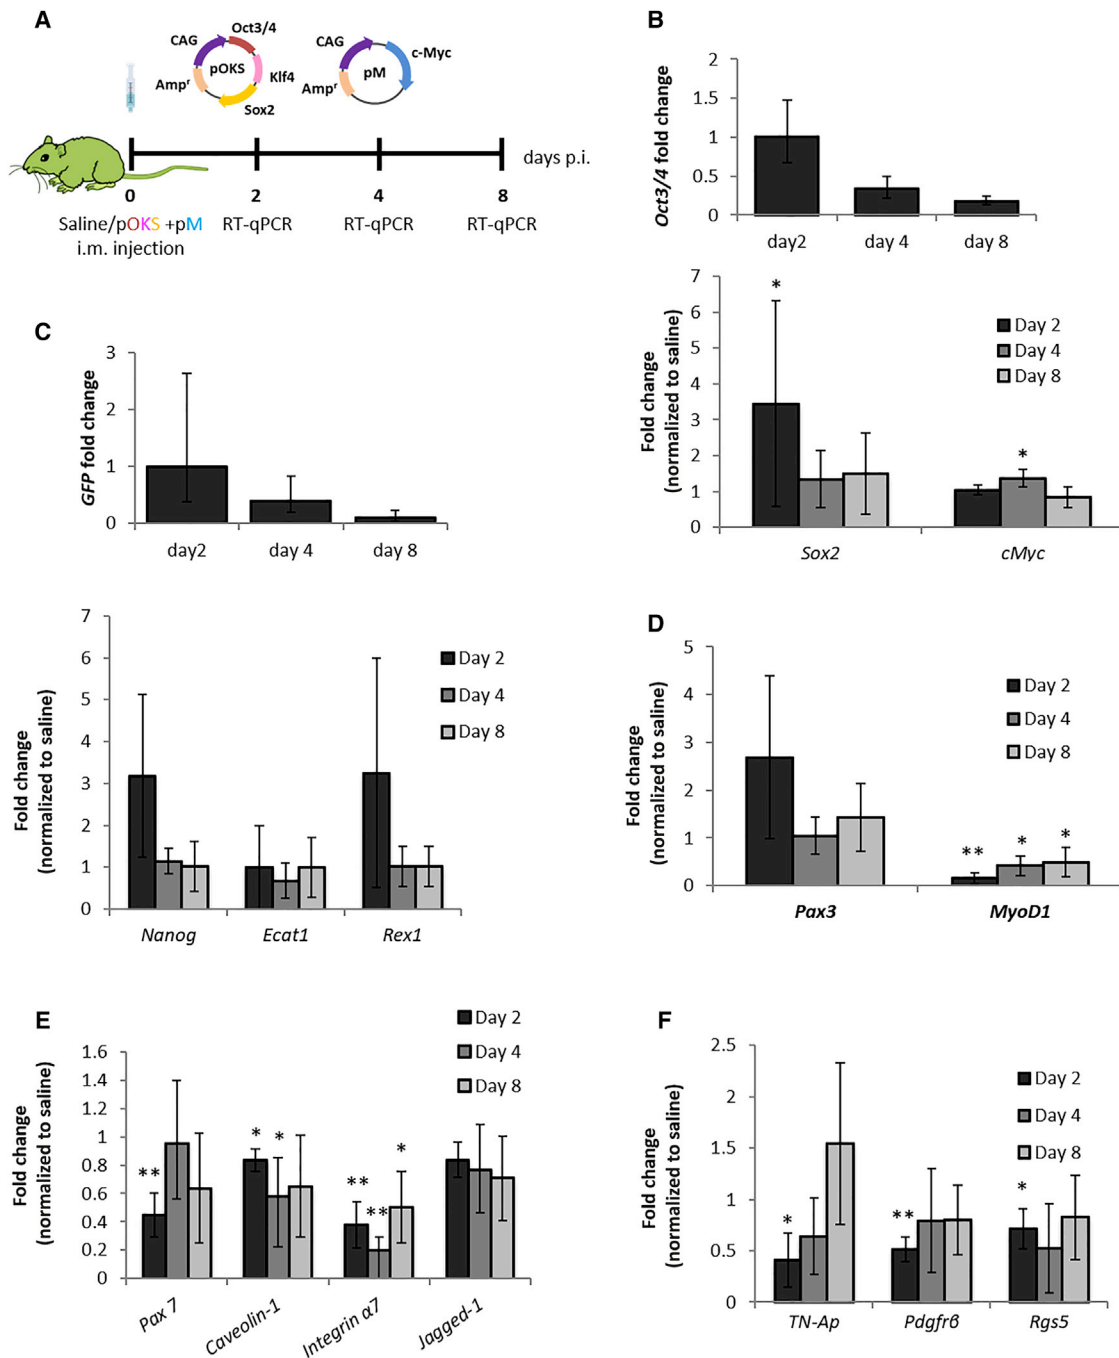 A
CAG
Oct3/4
pOKS
Ampʳ
Klf4
Sox2
CAG
c-Myc
pM
Ampʳ
0 2 4 8
days p.i.
Saline/pOKS +pM
i.m. injection
RT-qPCR RT-qPCR RT-qPCR
B
Oct3/4 fold change
2
1.5
1
0.5
0
day2 day 4 day 8
Fold change
(normalized to saline)
7
6
5
4
3
2
1
0
*
*
Day 2
Day 4
Day 8
Sox2 cMyc
C
GFP fold change
3
2
1
0
day2 day 4 day 8
Fold change
(normalized to saline)
7
6
5
4
3
2
1
0
Day 2
Day 4
Day 8
Nanog Ecat1 Rex1
D
Fold change
(normalized to saline)
5
4
3
2
1
0
Day 2
Day 4
Day 8
** * *
Pax3 MyoD1
E
Fold change
(normalized to saline)
1.6
1.4
1.2
1
0.8
0.6
0.4
0.2
0
Day 2
Day 4
Day 8
** * * ** ** *
Pax 7 Caveolin-1 Integrin α7 Jagged-1
F
Fold change
(normalized to saline)
2.5
2
1.5
1
0.5
0
Day 2
Day 4
Day 8
* ** *
TN-Ap Pdgfrβ Rgs5